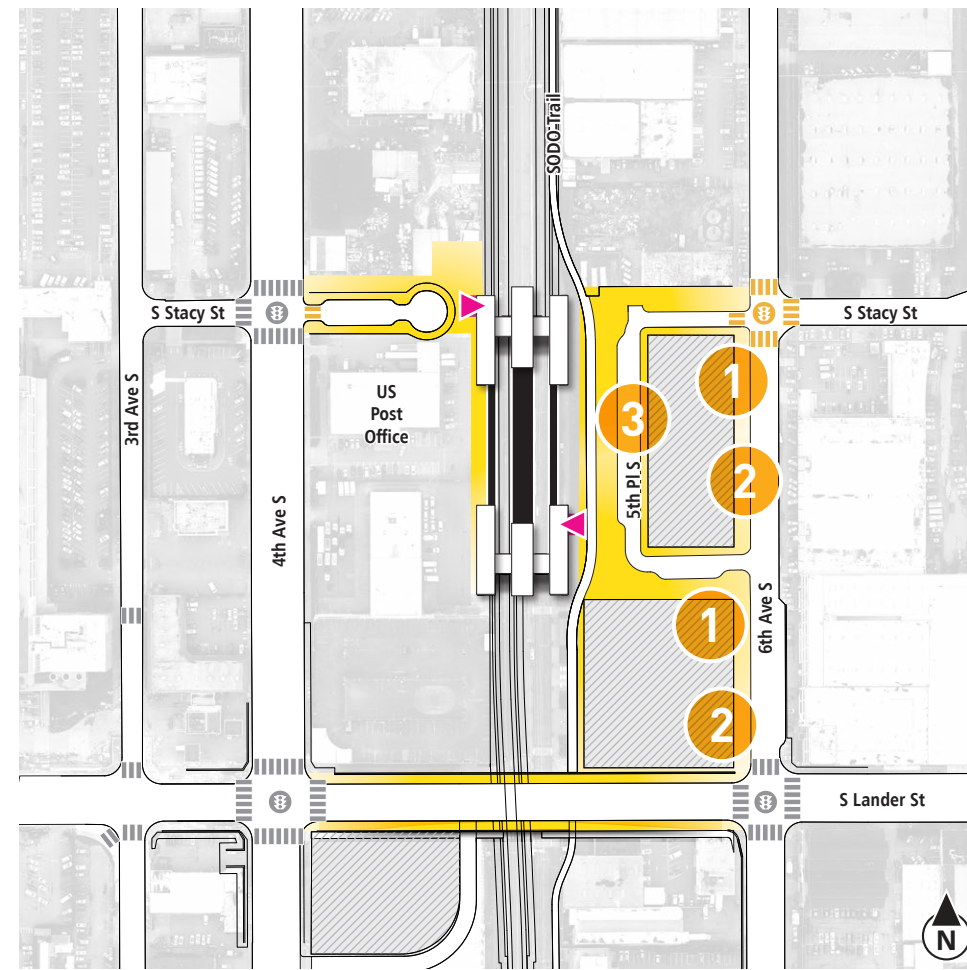 SODO Trail
S Stacy St
S Stacy St
3rd Ave S
US
Post
Office
1
3
2
5th Pl S
4th Ave S
6th Ave S
1
2
S Lander St
N